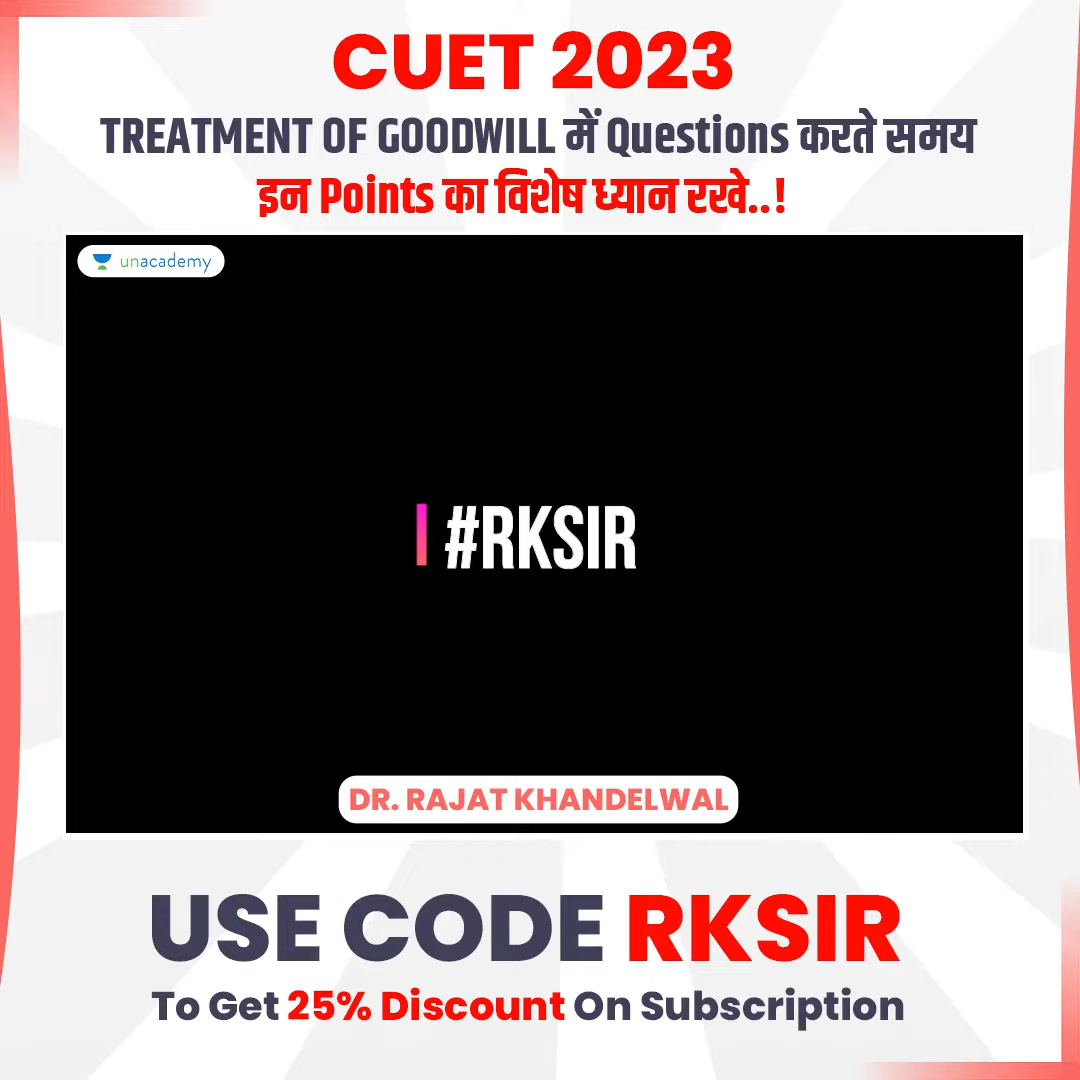 CUET 2023
TREATMENT OF GOODWILL में Questions करते समय
इन Points का विशेष ध्यान रखे..!
unacademy
#RKSIR
DR. RAJAT KHANDELWAL
USE CODE RKSIR
To Get 25% Discount On Subscription